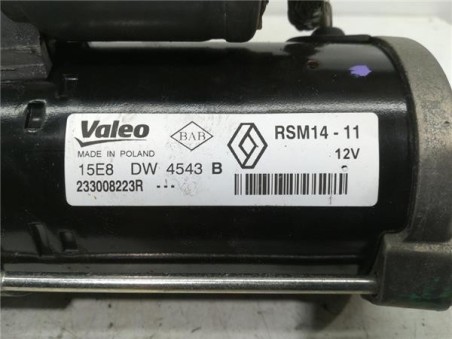 Valeo BAB RSM14 - 11
MADE IN POLAND 12V
15E8 DW 4543 B
233008223R ---